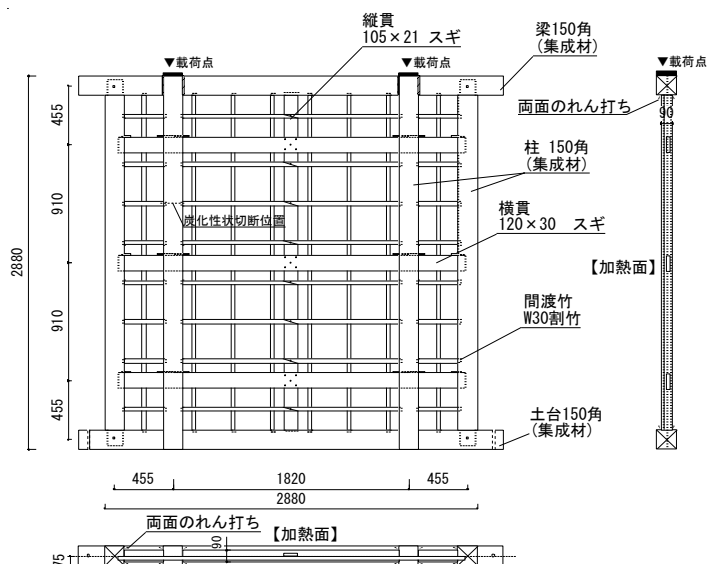 縦貫
105×21 スギ
梁150角
(集成材)
▼載荷点
▼載荷点
▼載荷点
両面のれん打ち
90
455
柱 150角
(集成材)
910
炭化性状切断位置
横貫
120×30 スギ
2880
【加熱面】
間渡竹
W30割竹
910
455
土台150角
(集成材)
455
1820
455
2880
両面のれん打ち
【加熱面】
90
75